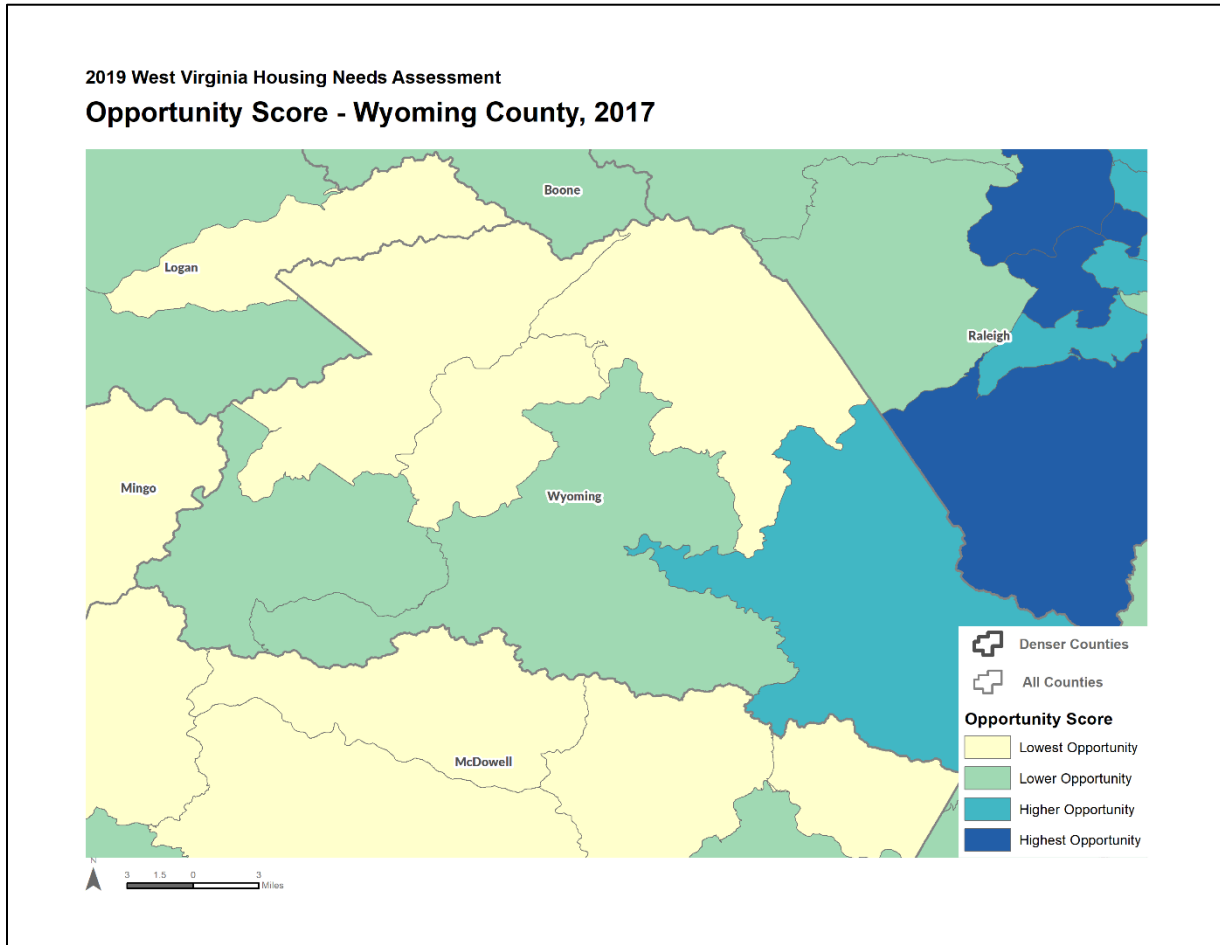 2019 West Virginia Housing Needs Assessment
Opportunity Score - Wyoming County, 2017
Boone
Logan
Raleigh
Mingo
Wyoming
McDowell
Denser Counties
All Counties
Opportunity Score
Lowest Opportunity
Lower Opportunity
Higher Opportunity
Highest Opportunity
N
3 1.5 0 3
Miles